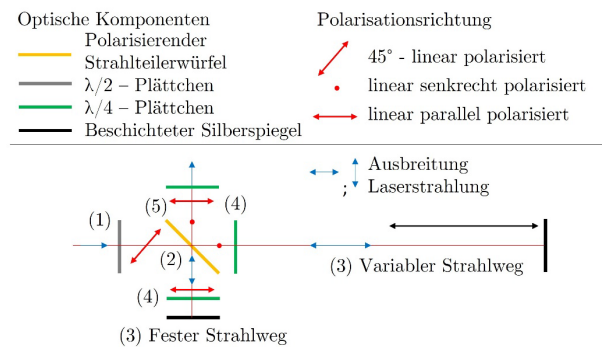 Optische Komponenten
Polarisierender
Strahlteilerwürfel
λ/2 – Plättchen
λ/4 – Plättchen
Beschichteter Silberspiegel
Polarisationsrichtung
45° - linear polarisiert
linear senkrecht polarisiert
linear parallel polarisiert
; Ausbreitung
Laserstrahlung
(1)
(5)
(4)
(2)
(3) Variabler Strahlweg
(4)
(3) Fester Strahlweg